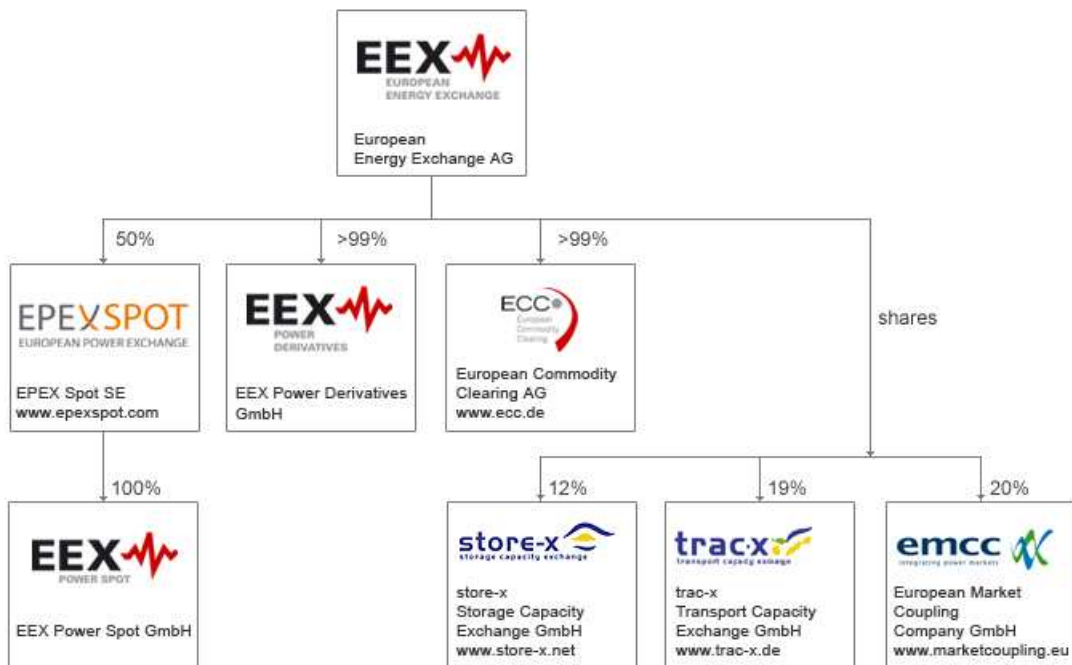 EEX
EUROPEAN
ENERGY EXCHANGE
European
Energy Exchange AG
50%
>99%
>99%
shares
EPEXSPOT
EUROPEAN POWER EXCHANGE
EPEX Spot SE
www.epexspot.com
EEX
POWER
DERIVATIVES
EEX Power Derivatives
GmbH
ECC
European
Commodity
Clearing
European Commodity
Clearing AG
www.ecc.de
100%
12%
19%
20%
EEX
POWER SPOT
EEX Power Spot GmbH
store-x
storage capacity exchange
store-x
Storage Capacity
Exchange GmbH
www.store-x.net
trac-x
transport capacity exchange
trac-x
Transport Capacity
Exchange GmbH
www.trac-x.de
emcc
integrating power markets
European Market
Coupling
Company GmbH
www.marketcoupling.eu